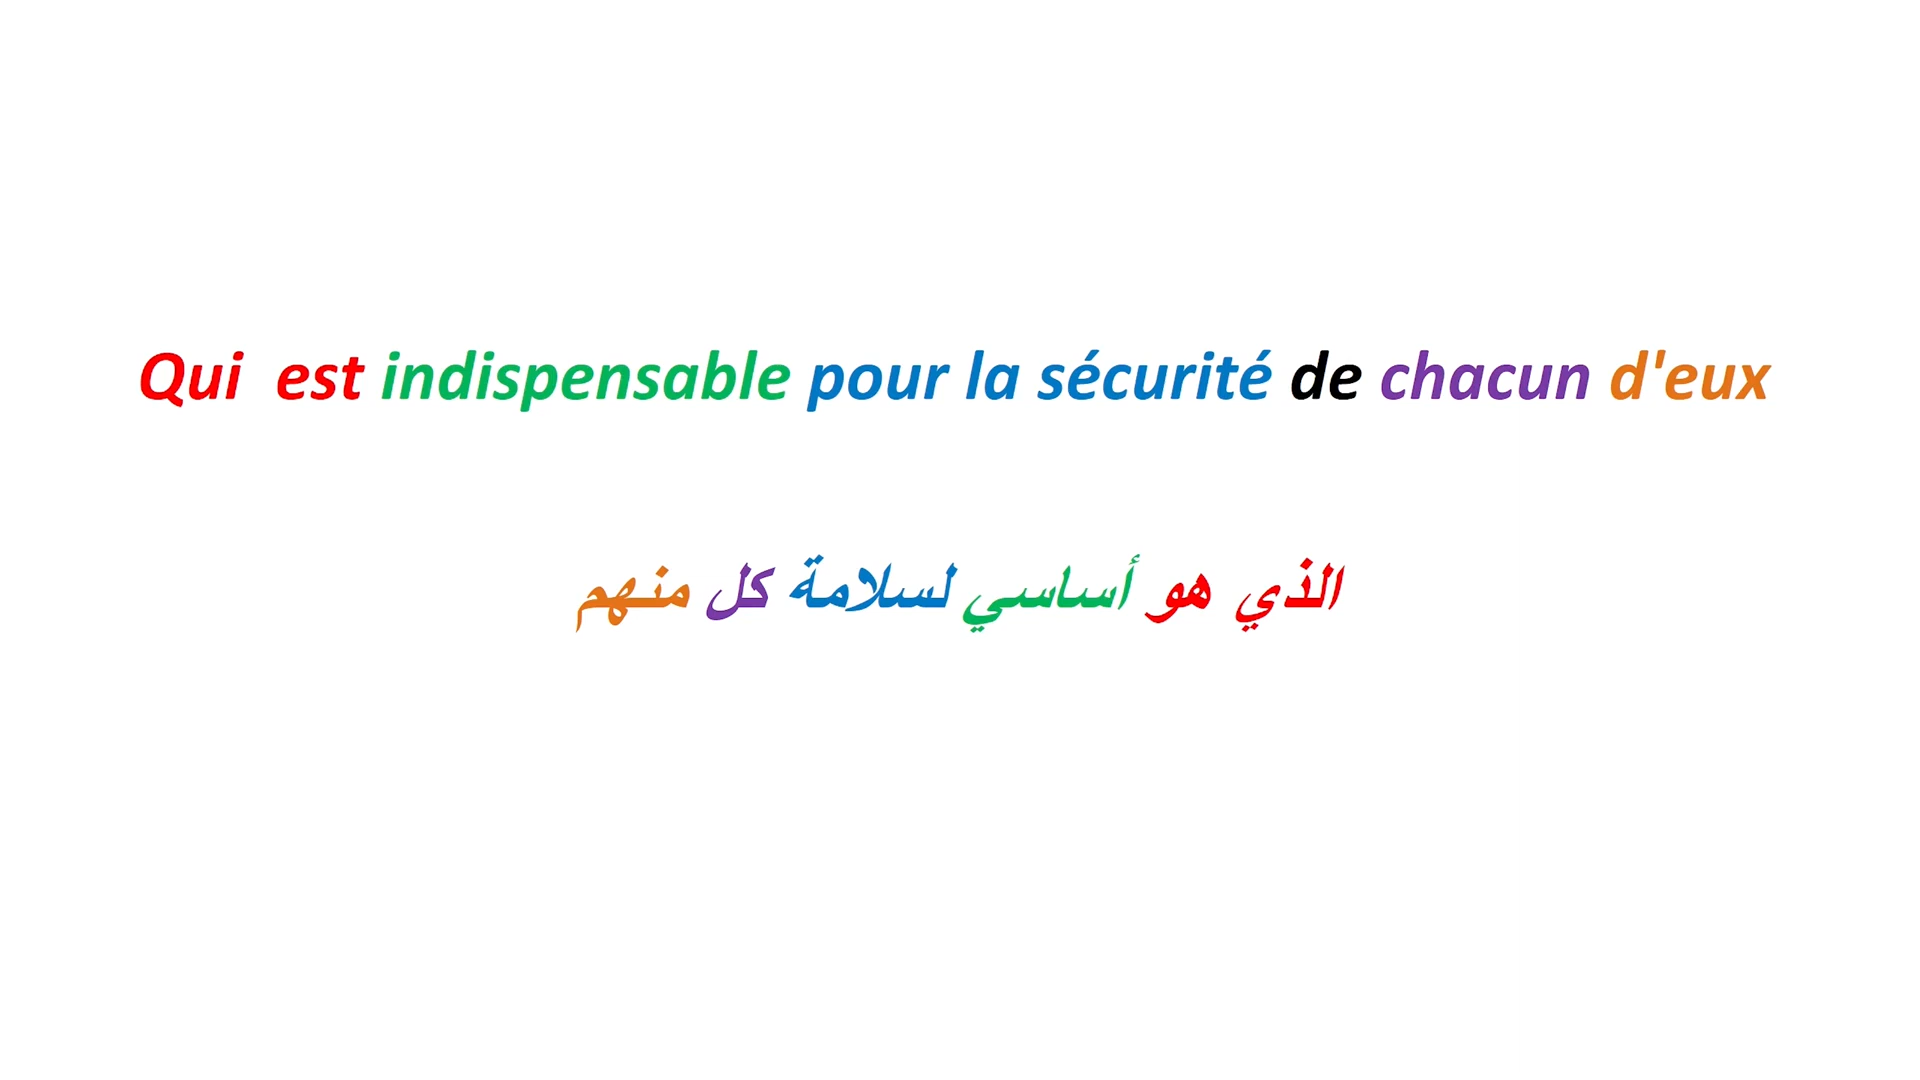 Qui est indispensable pour la sécurité de chacun d'eux
الذي هو أساسي لسلامة كل منهم